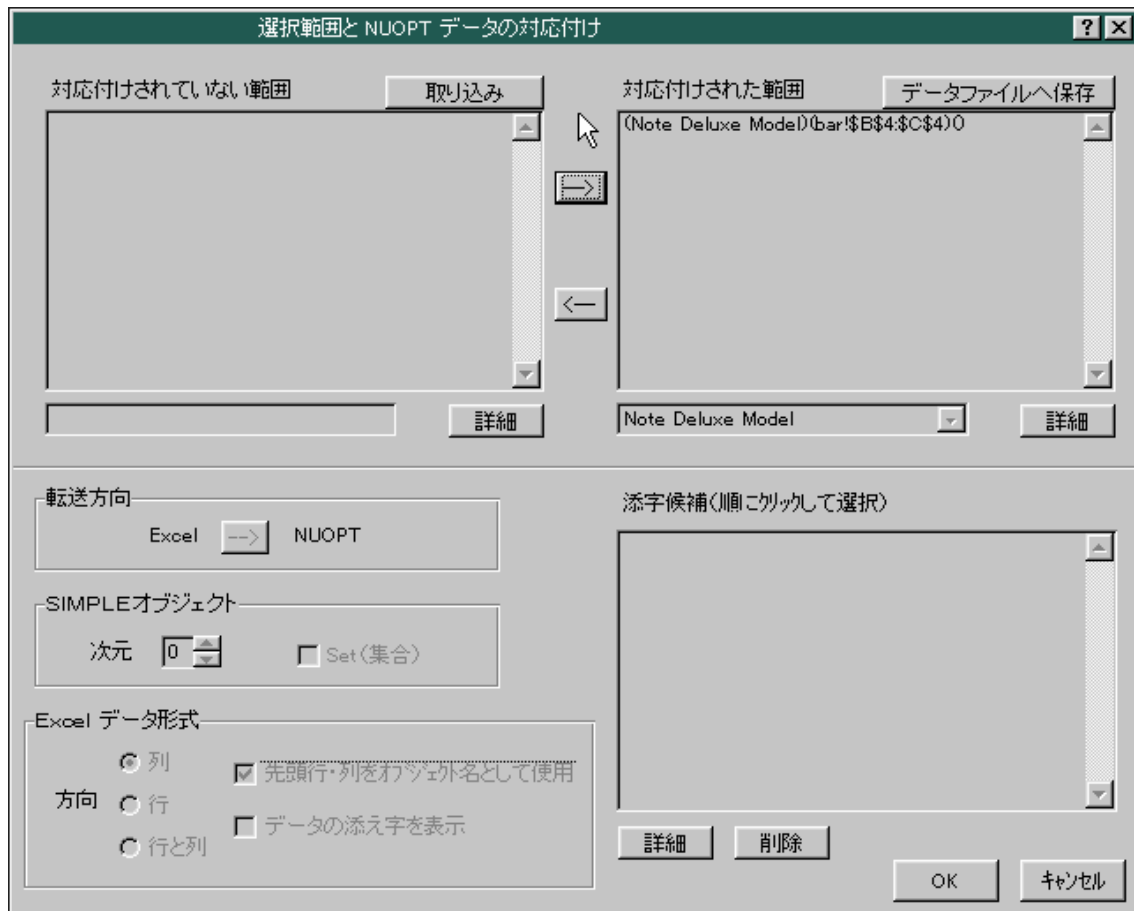 選択範囲と NUOPT データの対応付け
対応付けされていない範囲
取り込み
対応付けされた範囲
データファイルへ保存
(Note Deluxe Model)(bar!$B$4:$C$4)()
-->
<--
詳細
Note Deluxe Model
詳細
転送方向
Excel --> NUOPT
SIMPLEオブジェクト
次元 0
Set(集合)
Excel データ形式
方向
列
行
行と列
先頭行・列をオブジェクト名として使用
データの添え字を表示
添字候補(順にクリックして選択)
詳細
削除
OK
キャンセル